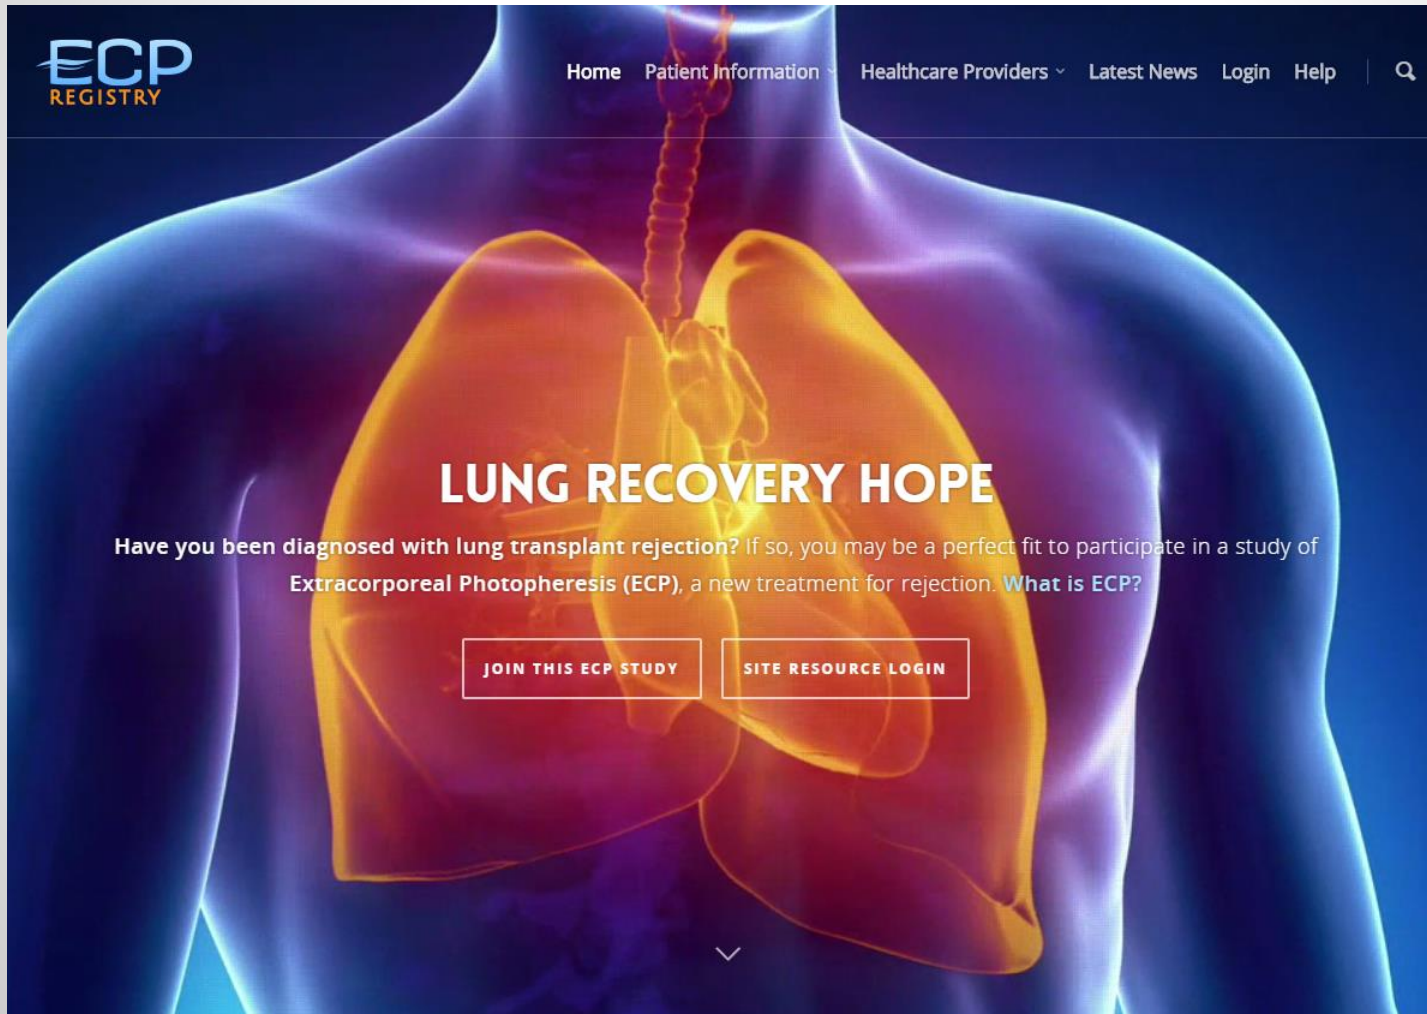 ECP
REGISTRY
Home Patient Information Healthcare Providers Latest News Login Help
LUNG RECOVERY HOPE
Have you been diagnosed with lung transplant rejection? If so, you may be a perfect fit to participate in a study of
Extracorporeal Photopheresis (ECP), a new treatment for rejection. What is ECP?
JOIN THIS ECP STUDY SITE RESOURCE LOGIN